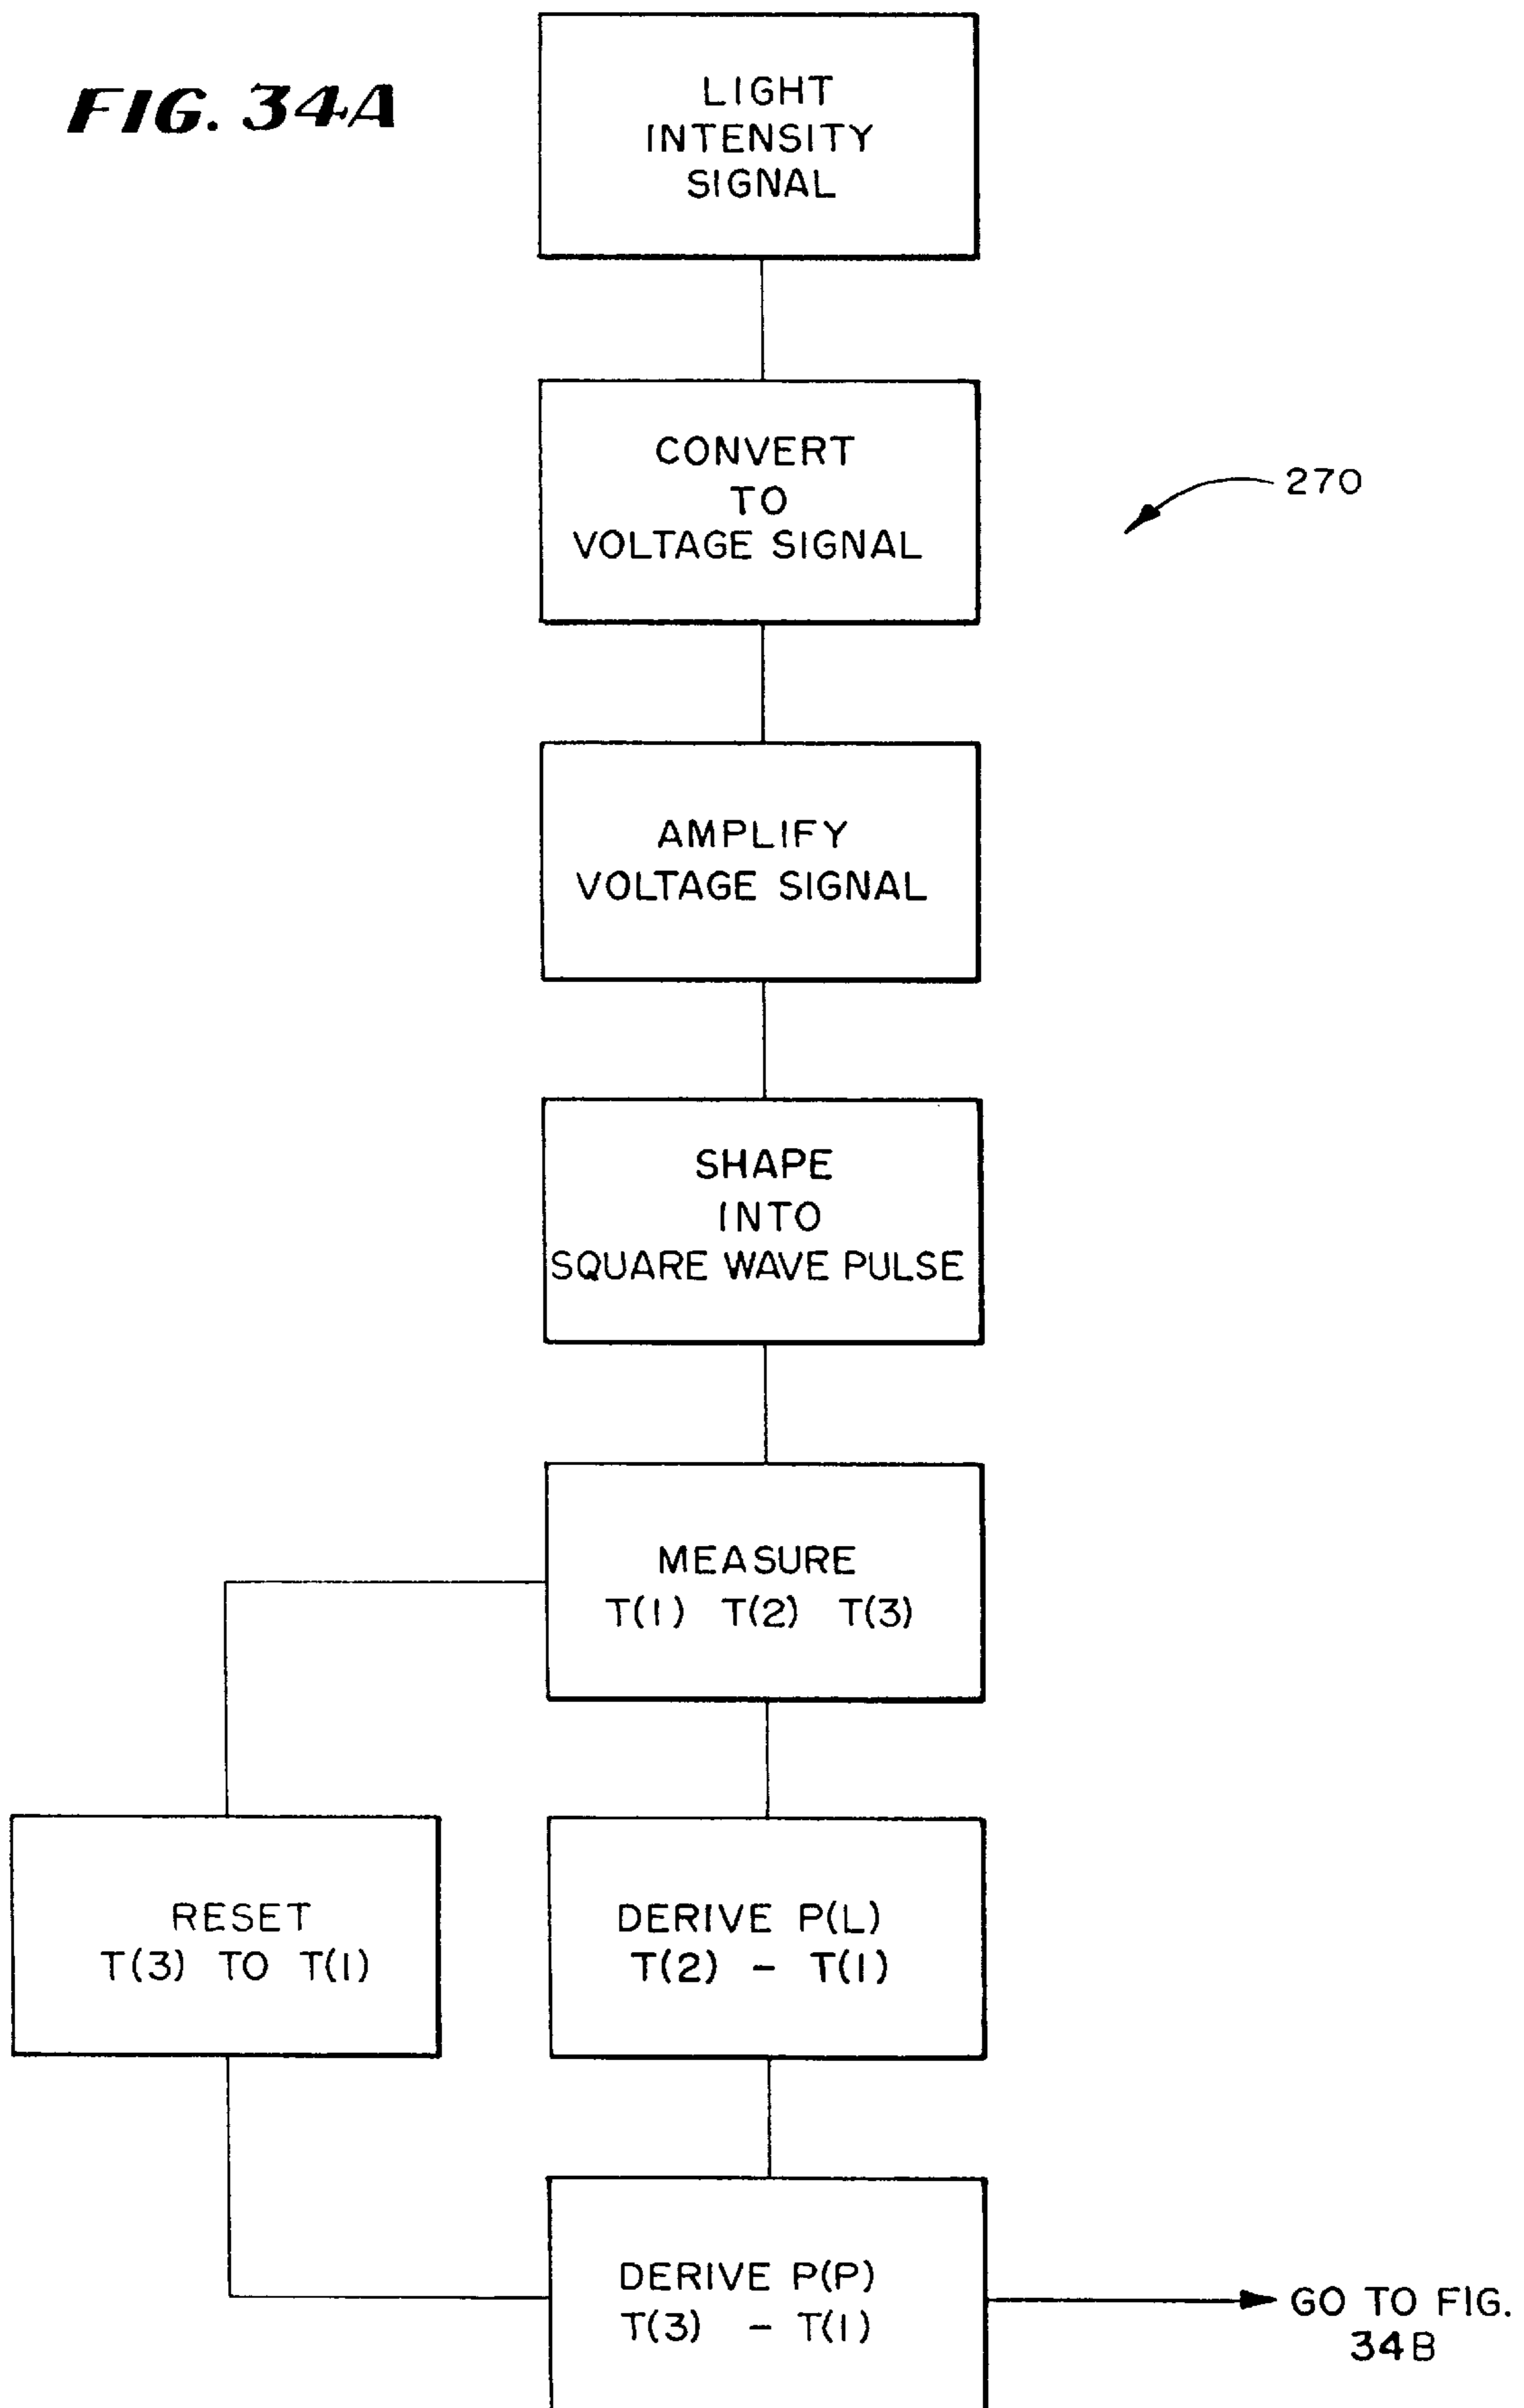 FIG. 34A
LIGHT
INTENSITY
SIGNAL
CONVERT
TO
VOLTAGE SIGNAL
270
AMPLIFY
VOLTAGE SIGNAL
SHAPE
INTO
SQUARE WAVE PULSE
MEASURE
T(1) T(2) T(3)
RESET
T(3) TO T(1)
DERIVE P(L)
T(2) - T(1)
DERIVE P(P)
T(3) - T(1)
GO TO FIG.
34B